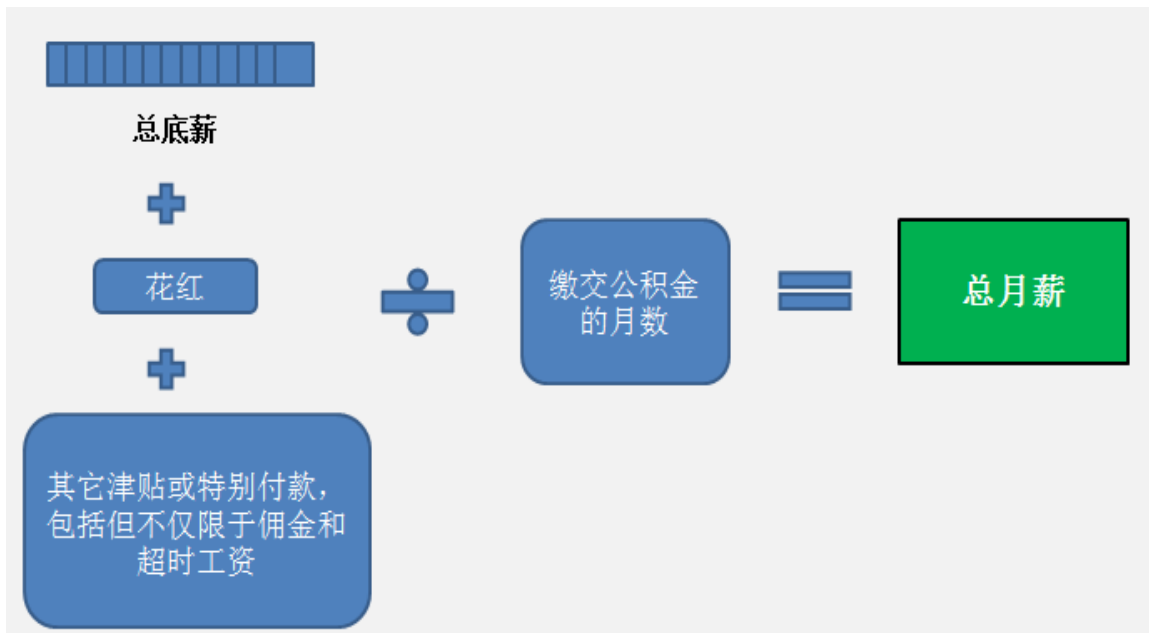 总底薪
花红
其它津贴或特别付款，
包括但不仅限于佣金和
超时工资
缴交公积金
的月数
总月薪